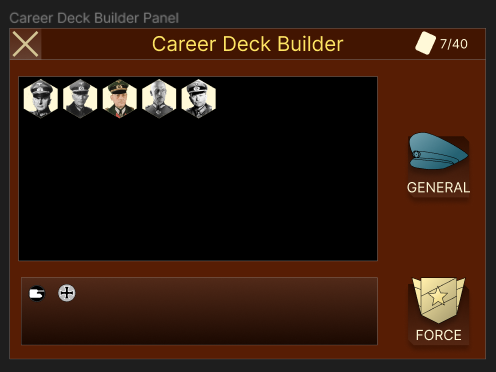 Career Deck Builder Panel
Career Deck Builder
7/40
GENERAL
FORCE